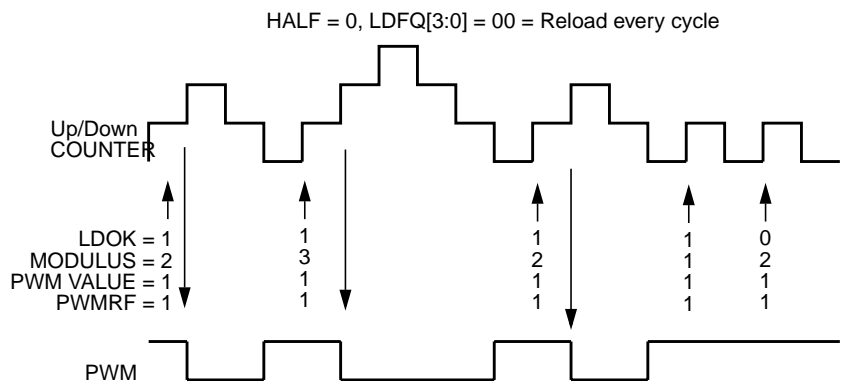 HALF = 0, LDFQ[3:0] = 00 = Reload every cycle
Up/Down
COUNTER
LDOK = 1 1 1 1 0
MODULUS = 2 3 2 1 2
PWM VALUE = 1 1 1 1 1
PWMRF = 1 1 1 1 1
PWM